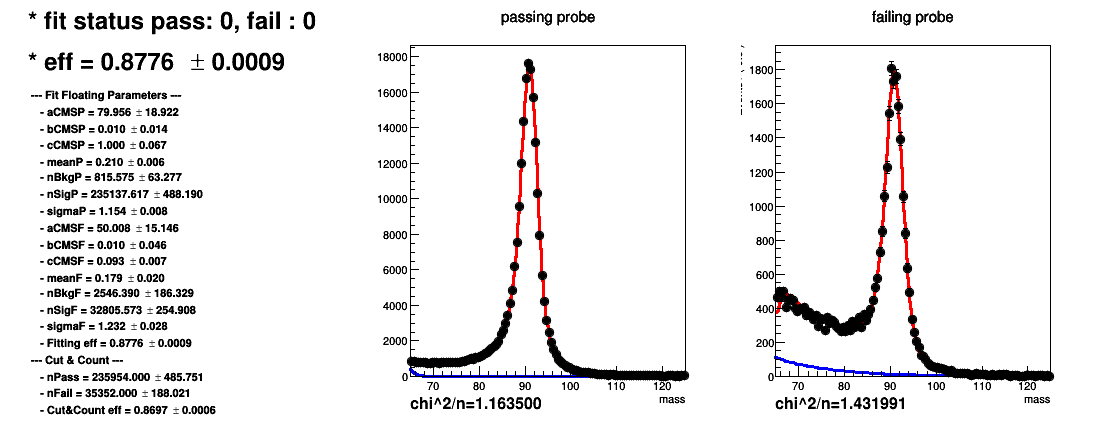 * fit status pass: 0, fail : 0
* eff = 0.8776 ± 0.0009
--- Fit Floating Parameters ---
- aCMSP = 79.956 ± 18.922
- bCMSP = 0.010 ± 0.014
- cCMSP = 1.000 ± 0.067
- meanP = 0.210 ± 0.006
- nBkgP = 815.575 ± 63.277
- nSigP = 235137.617 ± 488.190
- sigmaP = 1.154 ± 0.008
- aCMSF = 50.008 ± 15.146
- bCMSF = 0.010 ± 0.046
- cCMSF = 0.093 ± 0.007
- meanF = 0.179 ± 0.020
- nBkgF = 2546.390 ± 186.329
- nSigF = 32805.573 ± 254.908
- sigmaF = 1.232 ± 0.028
- Fitting eff = 0.8776 ± 0.0009
--- Cut & Count ---
- nPass = 235954.000 ± 485.751
- nFail = 35352.000 ± 188.021
- Cut&Count eff = 0.8697 ± 0.0006
passing probe
18000
16000
14000
12000
10000
8000
6000
4000
2000
0
70 80 90 100 110 120
mass
chi^2/n=1.163500
failing probe
1800
1600
1400
1200
1000
800
600
400
200
0
70 80 90 100 110 120
mass
chi^2/n=1.431991